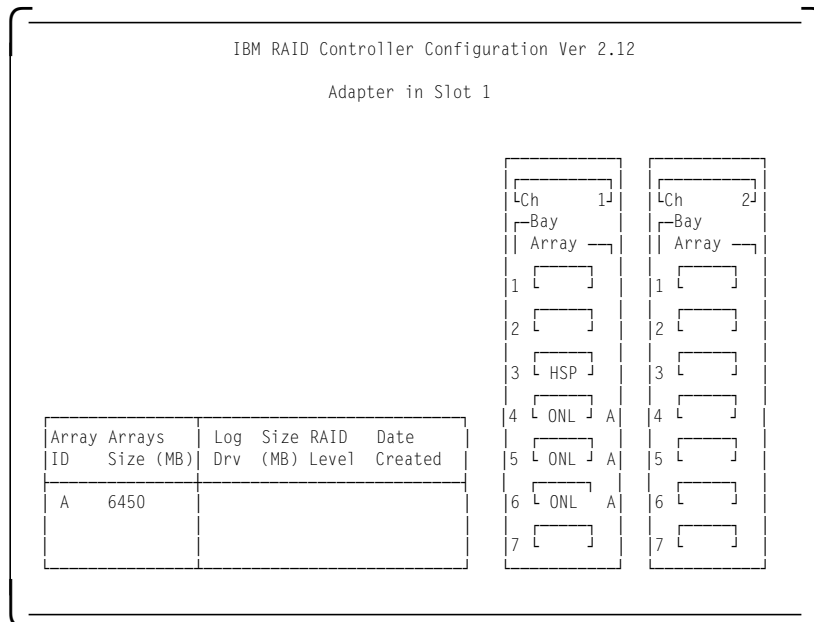 IBM RAID Controller Configuration Ver 2.12
Adapter in Slot 1
Ch 1 Ch 2
Bay Bay
Array Array
1 1
2 2
3 HSP 3
4 ONL A 4
Array Arrays Log Size RAID Date
5 ONL A 5
ID Size (MB) Drv (MB) Level Created
A 6450
6 ONL A 6
7 7